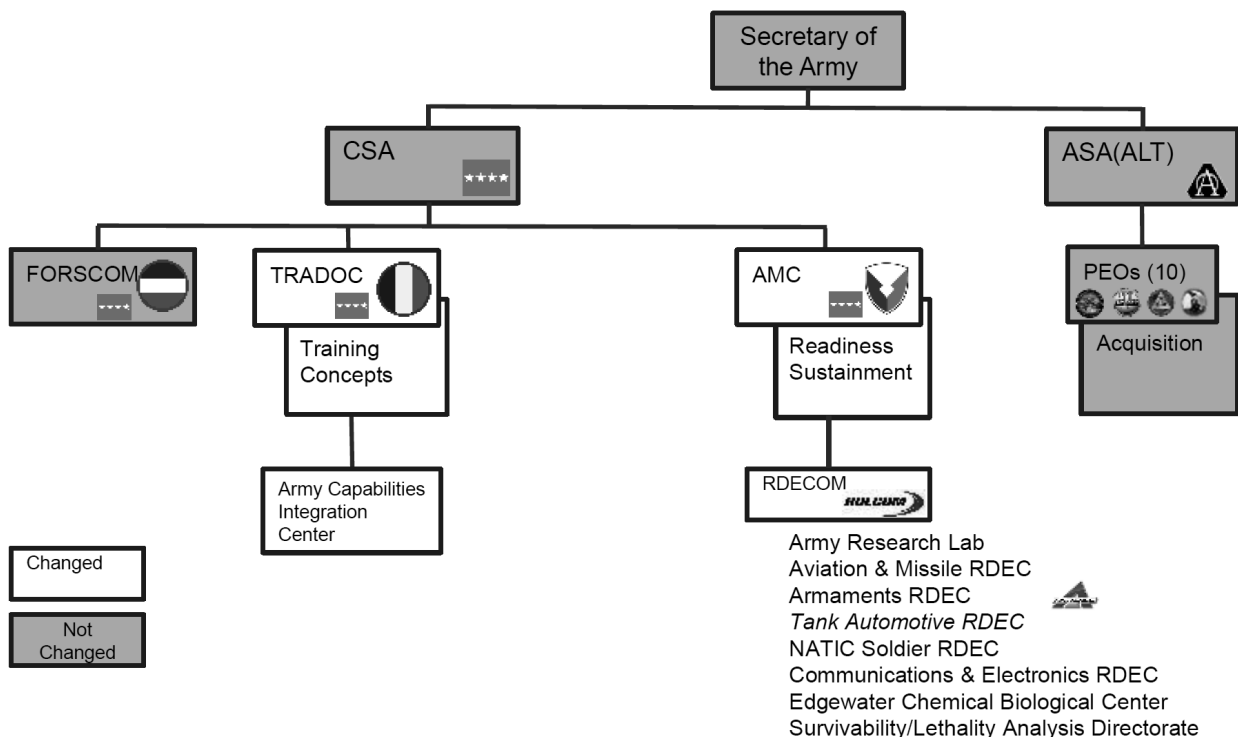 Secretary of
the Army
CSA
ASA(ALT)
FORSCOM
TRADOC
AMC
PEOs (10)
Training
Concepts
Readiness
Sustainment
Acquisition
Army Capabilities
Integration
Center
RDECOM
Army Research Lab
Aviation & Missile RDEC
Armaments RDEC
Tank Automotive RDEC
NATIC Soldier RDEC
Communications & Electronics RDEC
Edgewater Chemical Biological Center
Survivability/Lethality Analysis Directorate
Changed
Not
Changed